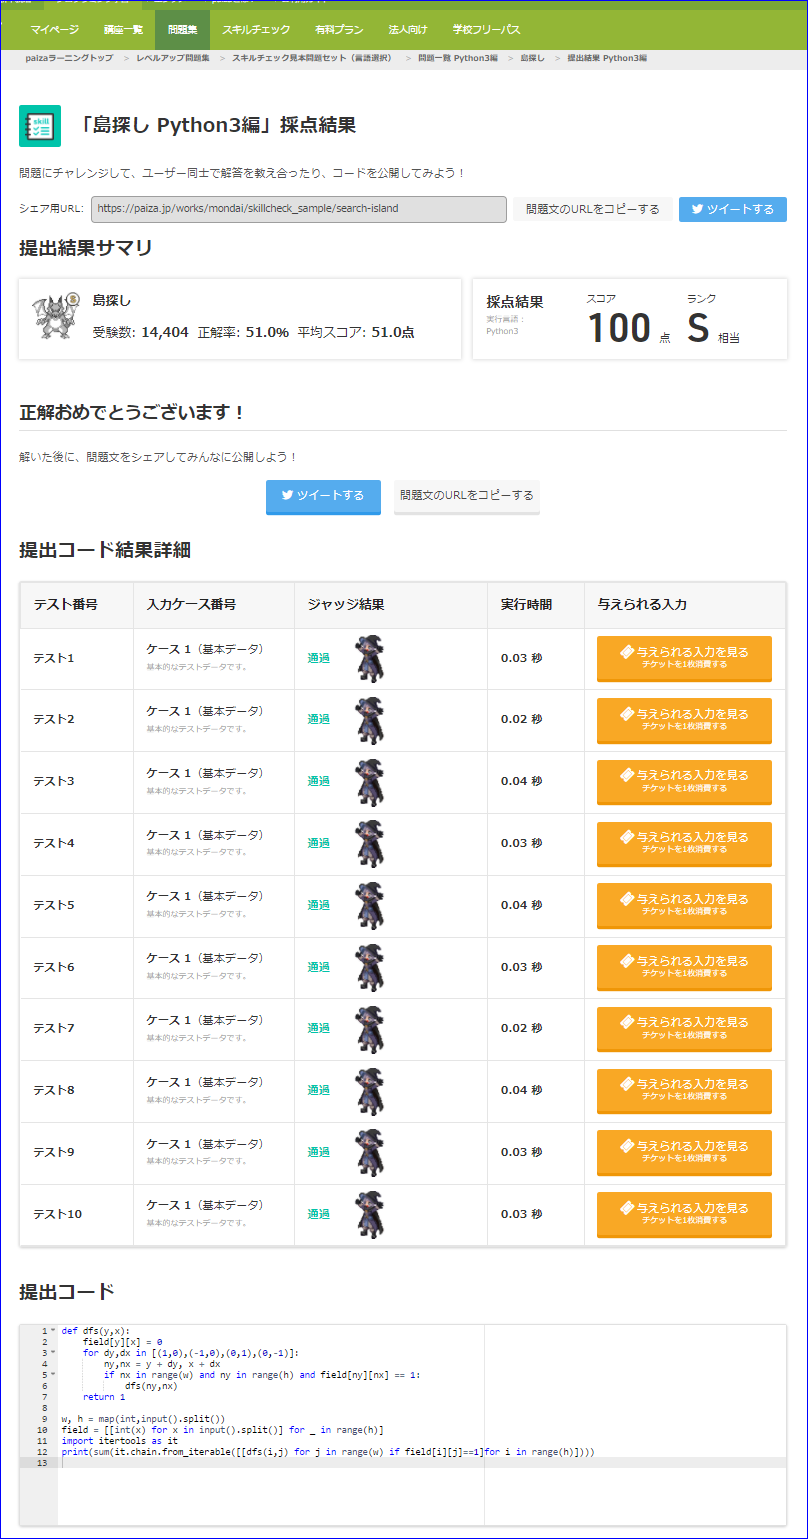 マイページ 講座一覧 問題集 スキルチェック 有料プラン 法人向け 学校フリーパス
paizaラーニングトップ > レベルアップ問題集 > スキルチェック見本問題セット（言語選択） > 問題一覧 Python3編 > 島探し > 提出結果 Python3編
skill
「島探し Python3編」採点結果
問題にチャレンジして、ユーザー同士で解答を教え合ったり、コードを公開してみよう！
シェア用URL: https://paiza.jp/works/mondai/skillcheck_sample/search-island 問題文のURLをコピーする ツイートする
提出結果サマリ
島探し
受験数: 14,404 正解率: 51.0% 平均スコア: 51.0点
採点結果
実行言語：
Python3
スコア
100 点
ランク
S 相当
正解おめでとうございます！
解いた後に、問題文をシェアしてみんなに公開しよう！
ツイートする 問題文のURLをコピーする
提出コード結果詳細
テスト番号 入力ケース番号 ジャッジ結果 実行時間 与えられる入力
テスト1 ケース 1（基本データ） 通過 0.03 秒 与えられる入力を見る
基本的なテストデータです。 チケットを1枚消費する
テスト2 ケース 1（基本データ） 通過 0.02 秒 与えられる入力を見る
基本的なテストデータです。 チケットを1枚消費する
テスト3 ケース 1（基本データ） 通過 0.04 秒 与えられる入力を見る
基本的なテストデータです。 チケットを1枚消費する
テスト4 ケース 1（基本データ） 通過 0.03 秒 与えられる入力を見る
基本的なテストデータです。 チケットを1枚消費する
テスト5 ケース 1（基本データ） 通過 0.04 秒 与えられる入力を見る
基本的なテストデータです。 チケットを1枚消費する
テスト6 ケース 1（基本データ） 通過 0.03 秒 与えられる入力を見る
基本的なテストデータです。 チケットを1枚消費する
テスト7 ケース 1（基本データ） 通過 0.02 秒 与えられる入力を見る
基本的なテストデータです。 チケットを1枚消費する
テスト8 ケース 1（基本データ） 通過 0.04 秒 与えられる入力を見る
基本的なテストデータです。 チケットを1枚消費する
テスト9 ケース 1（基本データ） 通過 0.03 秒 与えられる入力を見る
基本的なテストデータです。 チケットを1枚消費する
テスト10 ケース 1（基本データ） 通過 0.03 秒 与えられる入力を見る
基本的なテストデータです。 チケットを1枚消費する
提出コード
1 def dfs(y,x):
2     field[y][x] = 0
3     for dy,dx in [(1,0),(-1,0),(0,1),(0,-1)]:
4         ny,nx = y + dy, x + dx
5         if nx in range(w) and ny in range(h) and field[ny][nx] == 1:
6             dfs(ny,nx)
7     return 1
8
9 w, h = map(int,input().split())
10 field = [[int(x) for x in input().split()] for _ in range(h)]
11 import itertools as it
12 print(sum(it.chain.from_iterable([[dfs(i,j) for j in range(w) if field[i][j]==1]for i in range(h)])))
13